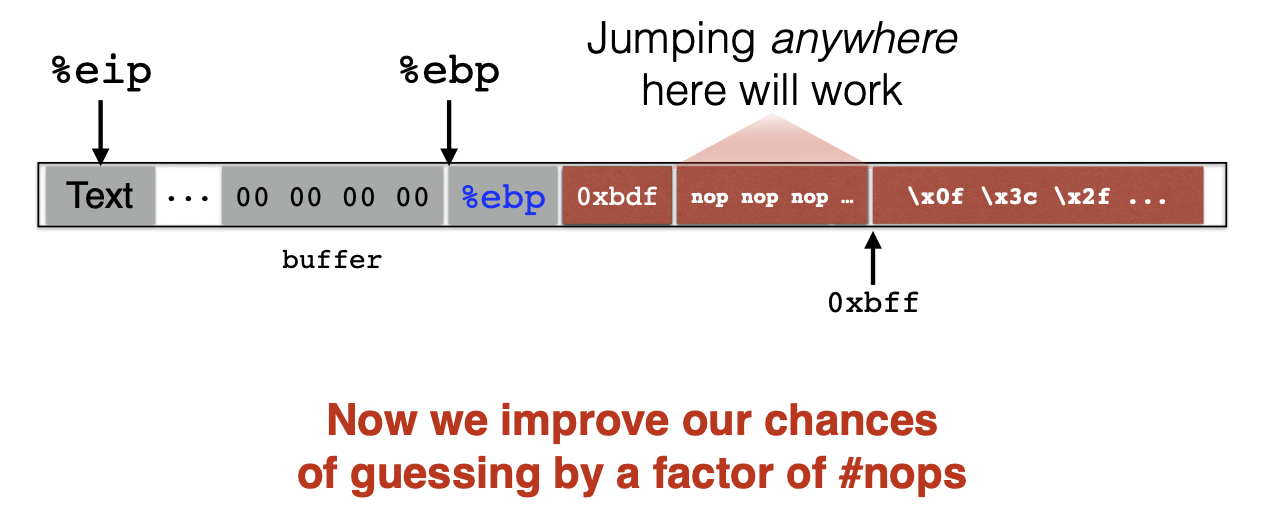 Jumping anywhere
here will work
%eip
%ebp
Text ... 00 00 00 00 %ebp 0xbdf nop nop nop … \x0f \x3c \x2f ...
buffer
0xbff
Now we improve our chances
of guessing by a factor of #nops